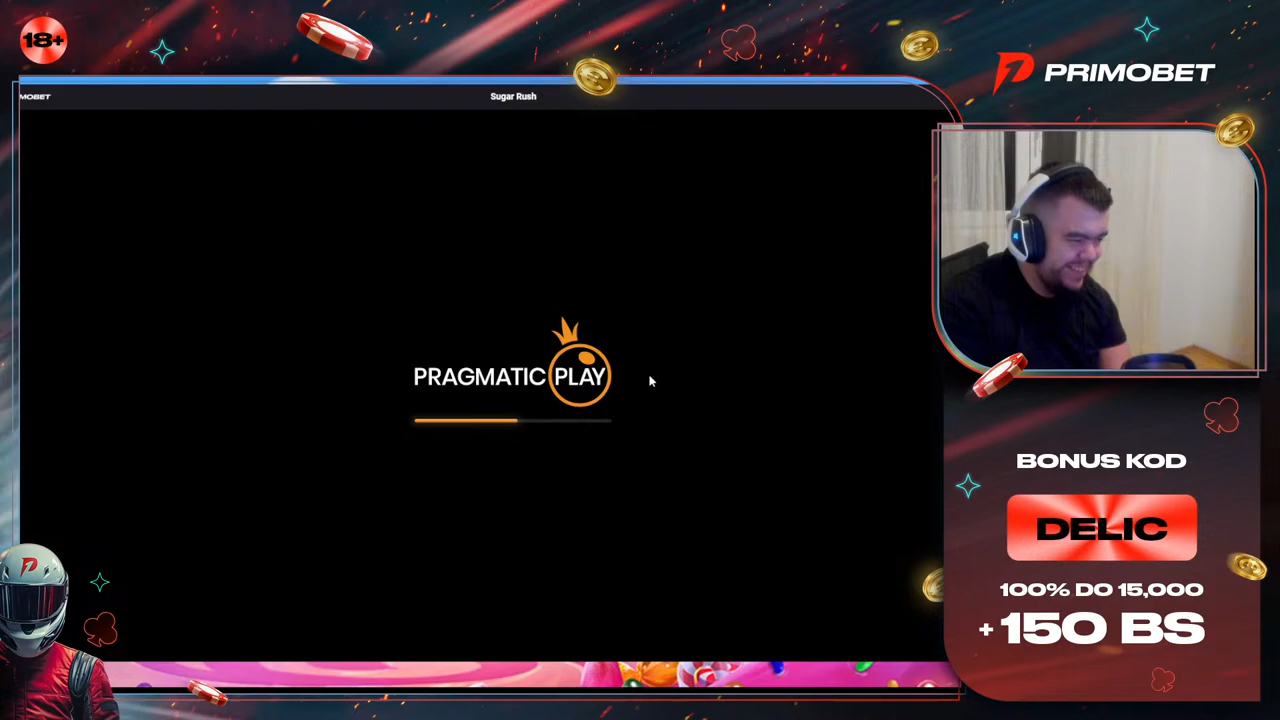 18+
PRIMOBET
MOBET
Sugar Rush
PRAGMATIC PLAY
BONUS KOD
DELIC
100% DO 15,000
+150 BS